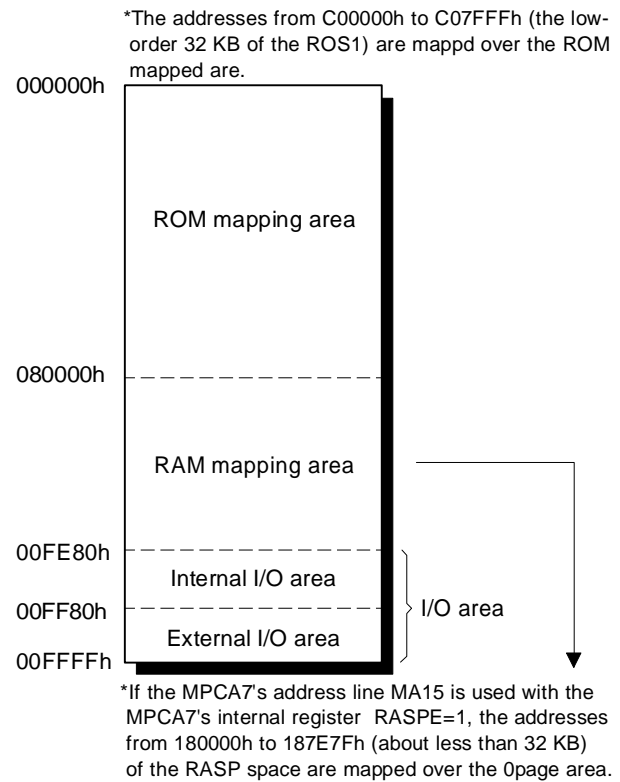 *The addresses from C00000h to C07FFFh (the low-
order 32 KB of the ROS1) are mappd over the ROM
mapped are.
000000h
ROM mapping area
080000h
RAM mapping area
00FE80h
Internal I/O area
I/O area
00FF80h
External I/O area
00FFFFh
*If the MPCA7's address line MA15 is used with the
MPCA7's internal register RASPE=1, the addresses
from 180000h to 187E7Fh (about less than 32 KB)
of the RASP space are mapped over the 0page area.